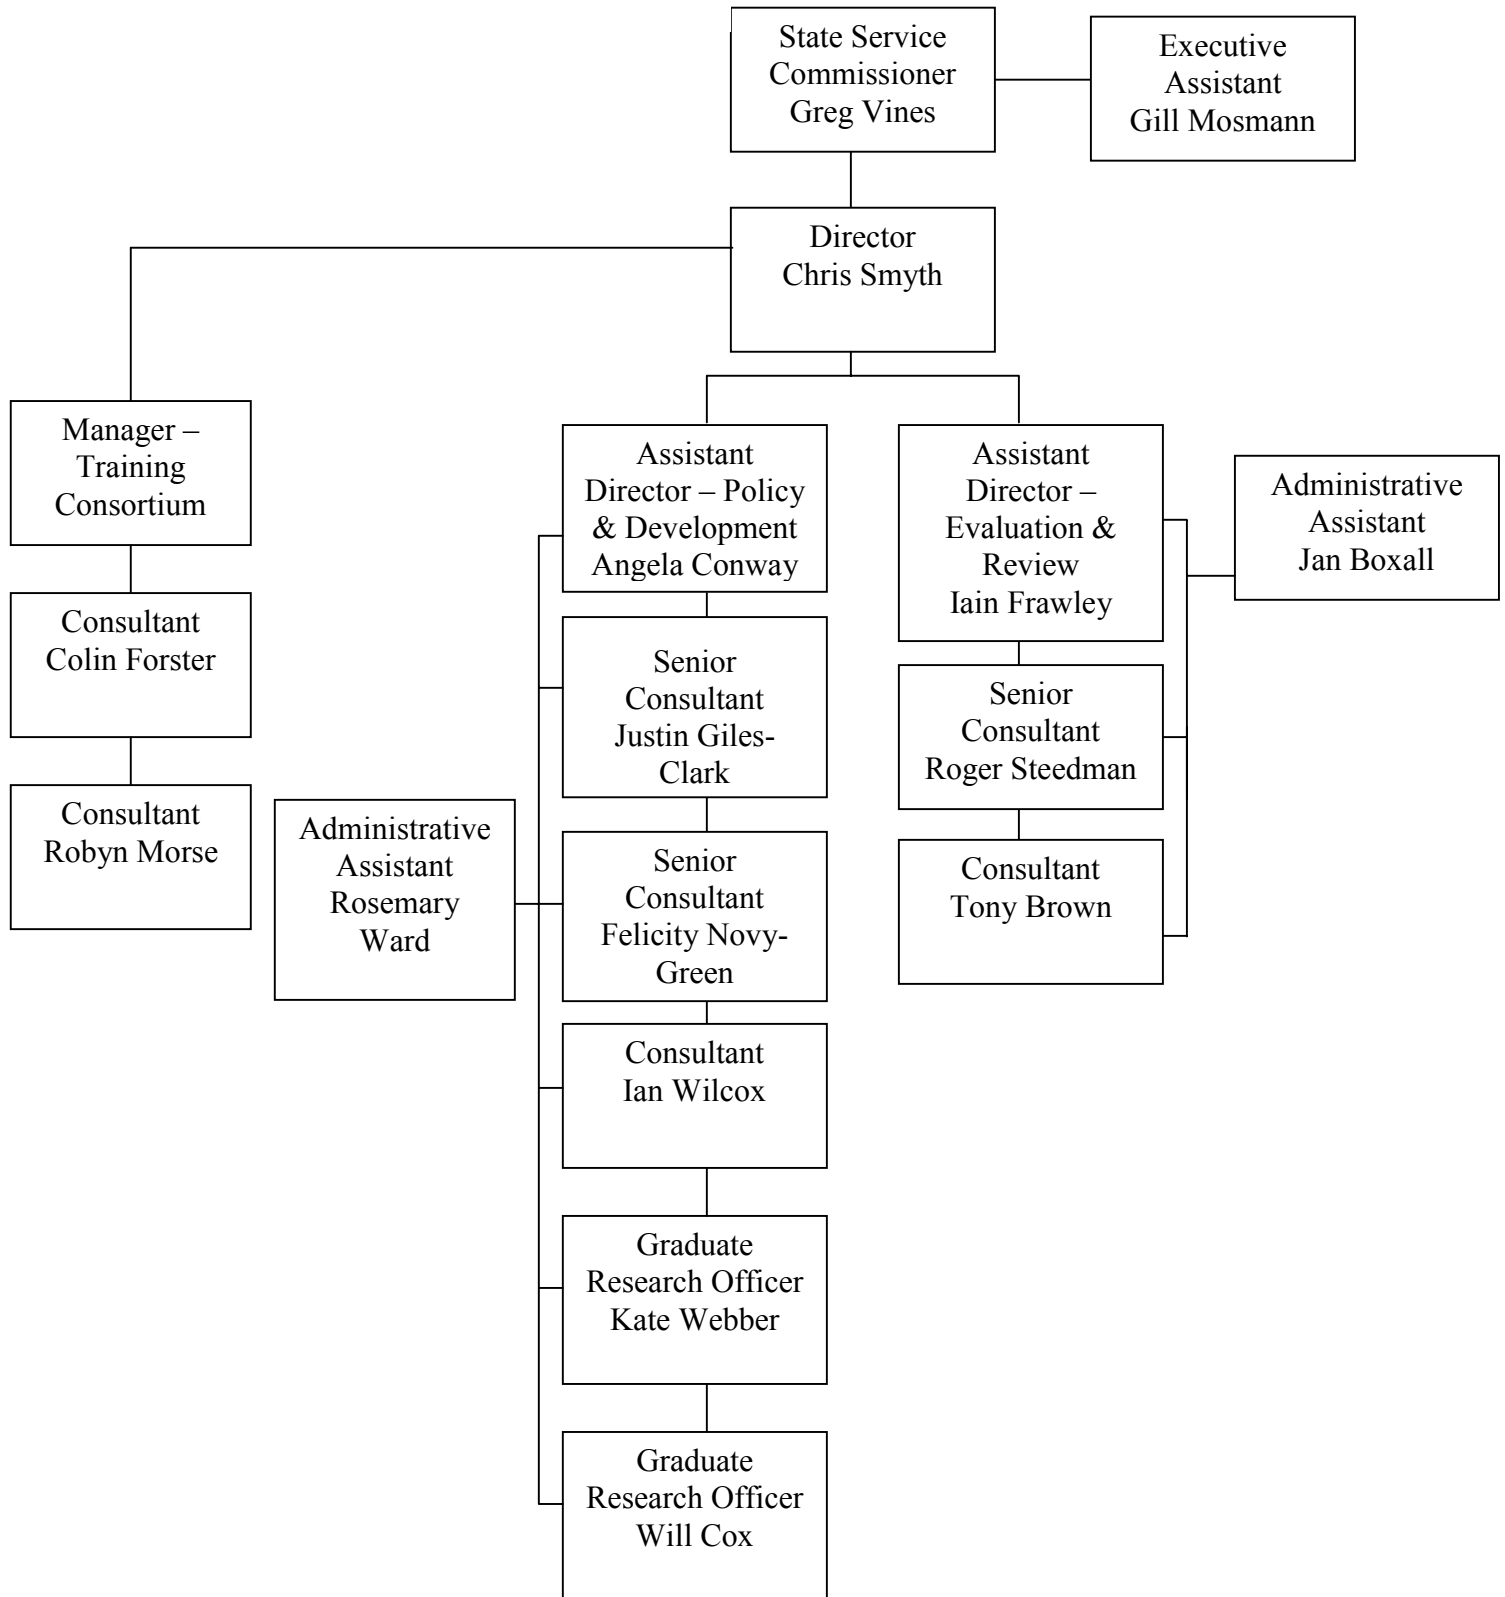 State Service
Commissioner
Greg Vines
Executive
Assistant
Gill Mosmann
Director
Chris Smyth
Manager –
Training
Consortium
Consultant
Colin Forster
Consultant
Robyn Morse
Administrative
Assistant
Rosemary
Ward
Assistant
Director – Policy
& Development
Angela Conway
Senior
Consultant
Justin Giles-
Clark
Senior
Consultant
Felicity Novy-
Green
Consultant
Ian Wilcox
Graduate
Research Officer
Kate Webber
Graduate
Research Officer
Will Cox
Assistant
Director –
Evaluation &
Review
Iain Frawley
Senior
Consultant
Roger Steedman
Consultant
Tony Brown
Administrative
Assistant
Jan Boxall